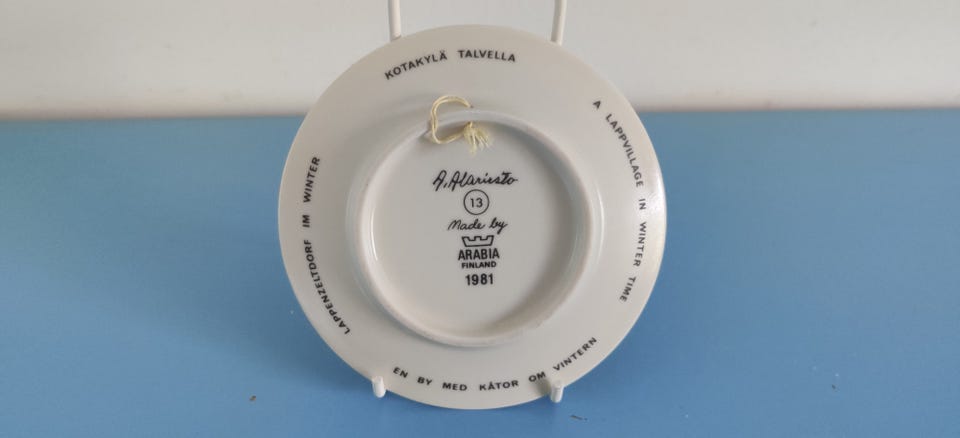 KOTAKYLÄ TALVELLA
A LAPPVILLAGE IN WINTER TIME
EN BY MED KÅTOR OM VINTERN
LAPPENZELTDORF IM WINTER
A. Alariesto
13
Made by
ARABIA
FINLAND
1981